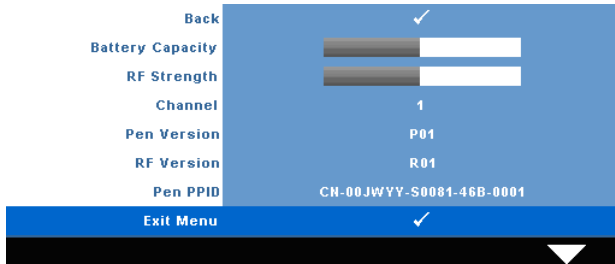 Back
Battery Capacity
RF Strength
Channel 1
Pen Version P01
RF Version R01
Pen PPID CN-00JWYY-S0081-46B-0001
Exit Menu